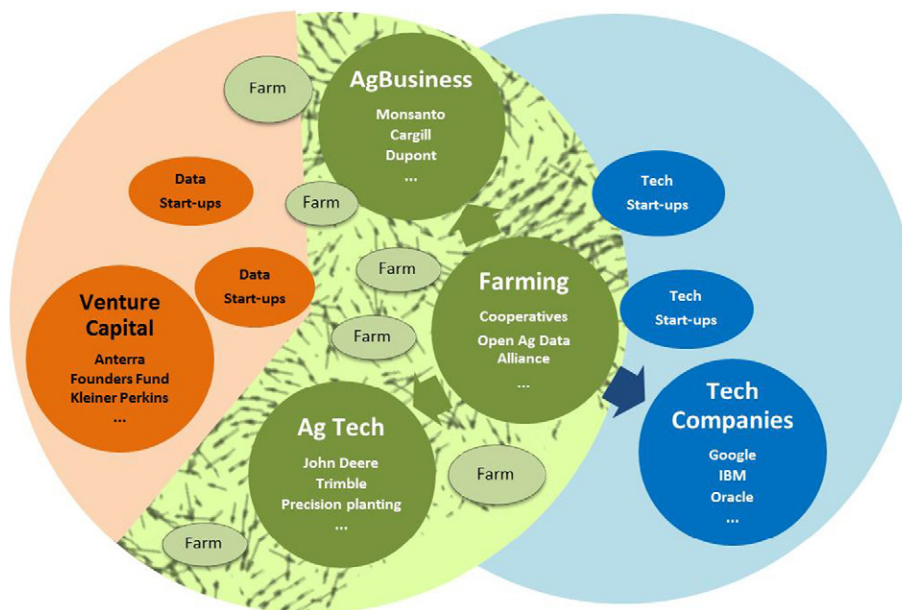 AgBusiness
Monsanto
Cargill
Dupont
...
Farm
Data
Start-ups
Farm
Tech
Start-ups
Farm
Farming
Cooperatives
Open Ag Data
Alliance
...
Data
Start-ups
Tech
Start-ups
Venture
Capital
Anterra
Founders Fund
Kleiner Perkins
...
Farm
Tech
Companies
Google
IBM
Oracle
...
Ag Tech
John Deere
Trimble
Precision planting
...
Farm
Farm